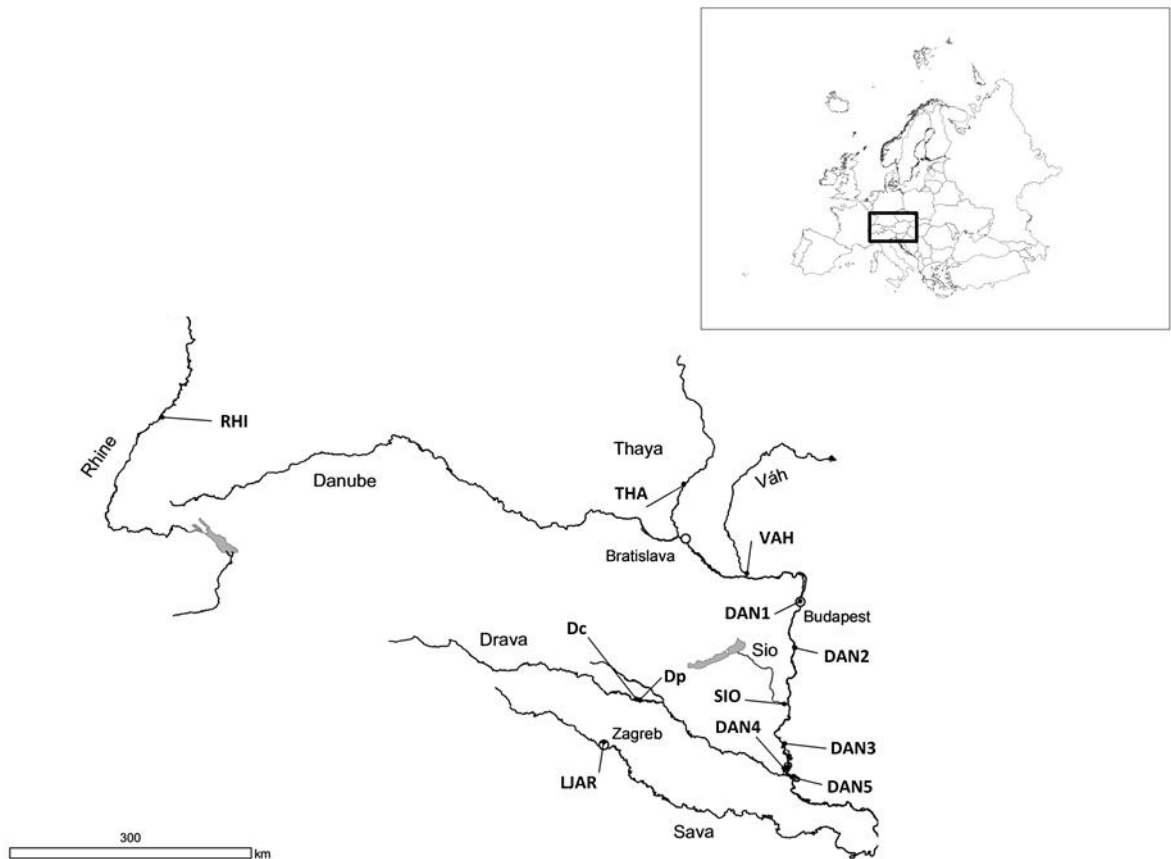 RHI
Rhine
Danube
Thaya
THA
Váh
VAH
Bratislava
DAN1
Budapest
Drava
Dc
Dp
Sio
DAN2
SIO
DAN4
DAN3
Zagreb
LJAR
DAN5
Sava
300
km